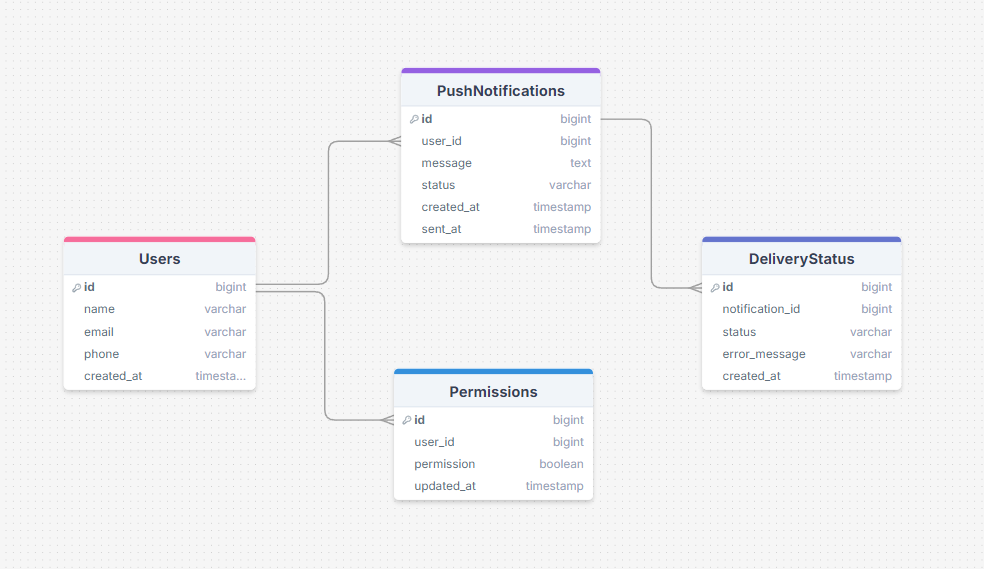 PushNotifications
id bigint
user_id bigint
message text
status varchar
created_at timestamp
sent_at timestamp
Users
id bigint
name varchar
email varchar
phone varchar
created_at timesta...
DeliveryStatus
id bigint
notification_id bigint
status varchar
error_message varchar
created_at timestamp
Permissions
id bigint
user_id bigint
permission boolean
updated_at timestamp